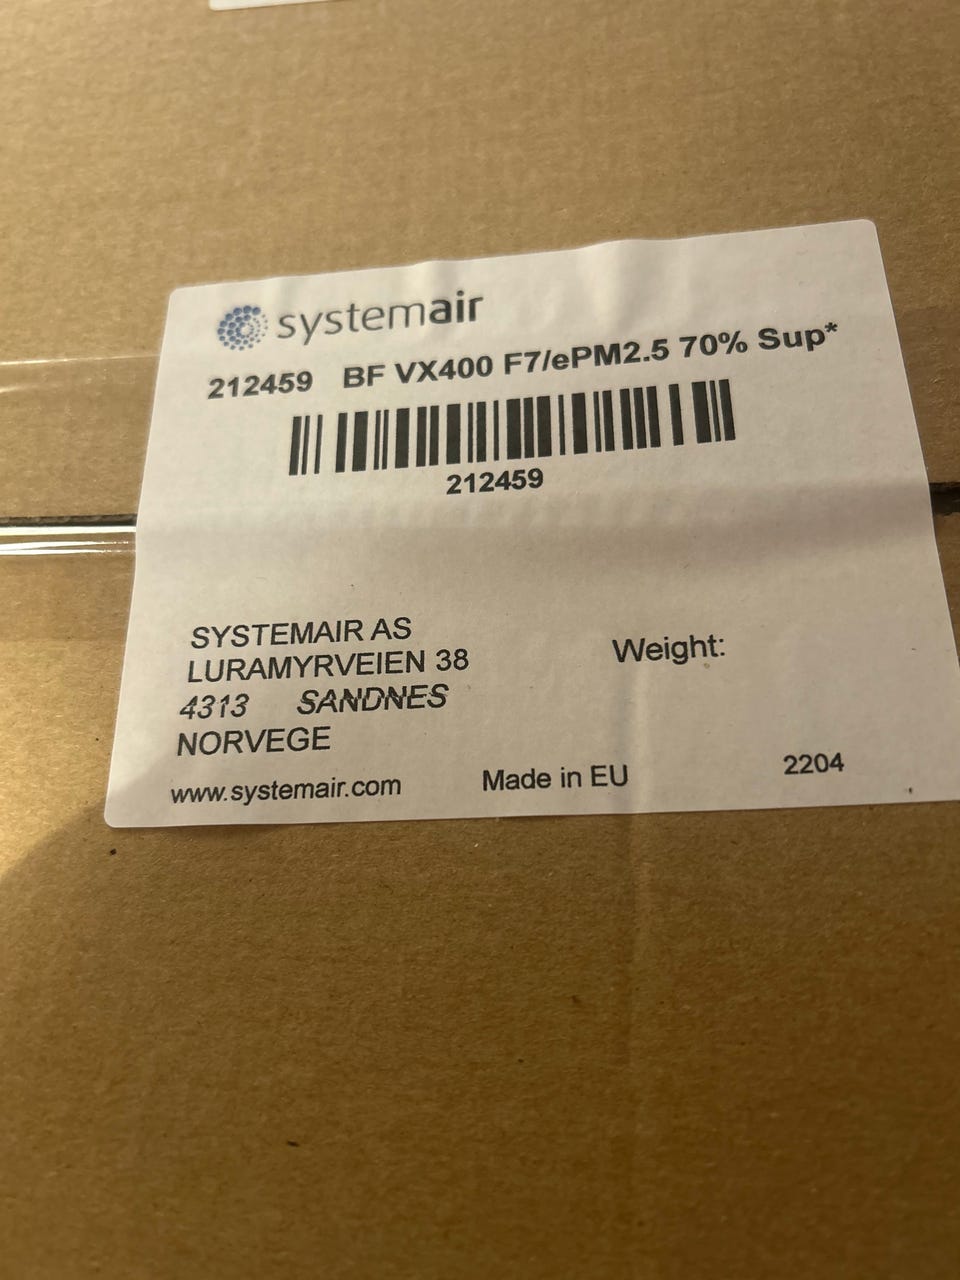 systemair
212459 BF VX400 F7/ePM2.5 70% Sup*
212459
SYSTEMAIR AS
LURAMYRVEIEN 38
Weight:
4313 SANDNES
NORVEGE
www.systemair.com Made in EU 2204